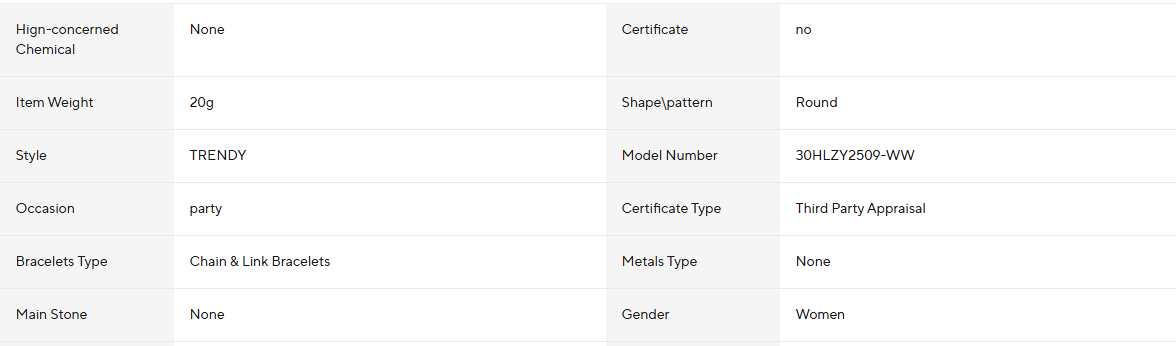 Hign-concerned
Chemical
None
Certificate
no
Item Weight
20g
Shape\pattern
Round
Style
TRENDY
Model Number
30HLZY2509-WW
Occasion
party
Certificate Type
Third Party Appraisal
Bracelets Type
Chain & Link Bracelets
Metals Type
None
Main Stone
None
Gender
Women